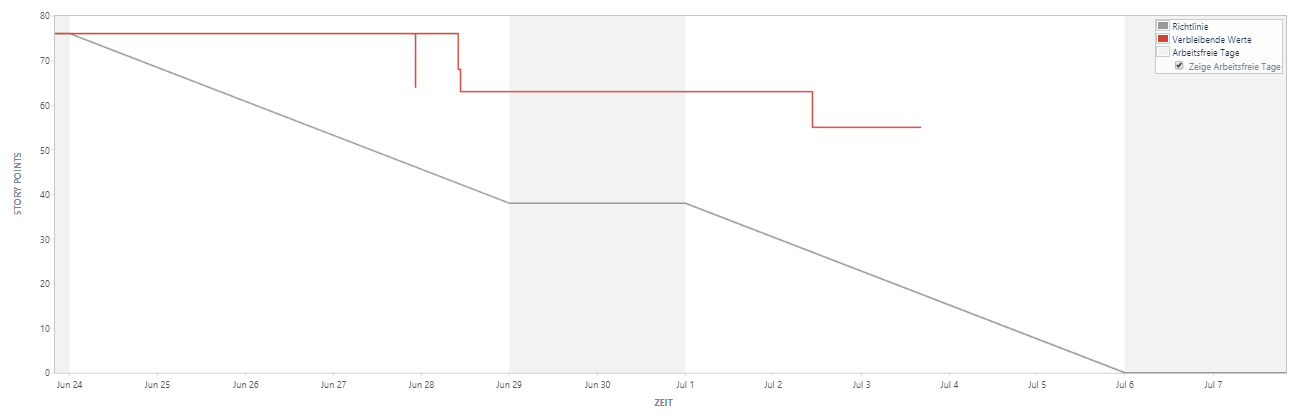 80
70
60
50
40
30
20
10
0
STORY POINTS
Richtlinie
Verbleibende Werte
Arbeitsfreie Tage
Zeige Arbeitsfreie Tage
Jun 24 Jun 25 Jun 26 Jun 27 Jun 28 Jun 29 Jun 30 Jul 1 Jul 2 Jul 3 Jul 4 Jul 5 Jul 6 Jul 7
ZEIT